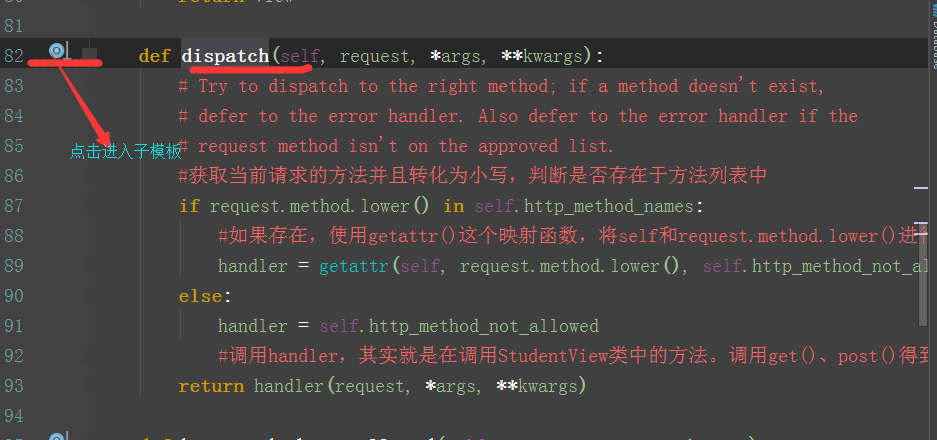 81
82 def dispatch(self, request, *args, **kwargs):
83 # Try to dispatch to the right method; if a method doesn't exist,
84 # defer to the error handler. Also defer to the error handler if the
点击进入子模板
85 # request method isn't on the approved list.
86 #获取当前请求的方法并且转化为小写，判断是否存在于方法列表中
87 if request.method.lower() in self.http_method_names:
88 #如果存在，使用getattr()这个映射函数，将self和request.method.lower()进
89 handler = getattr(self, request.method.lower(), self.http_method_not_al
90 else:
91 handler = self.http_method_not_allowed
92 #调用handler，其实就是在调用StudentView类中的方法。调用get()、post()得到
93 return handler(request, *args, **kwargs)
94